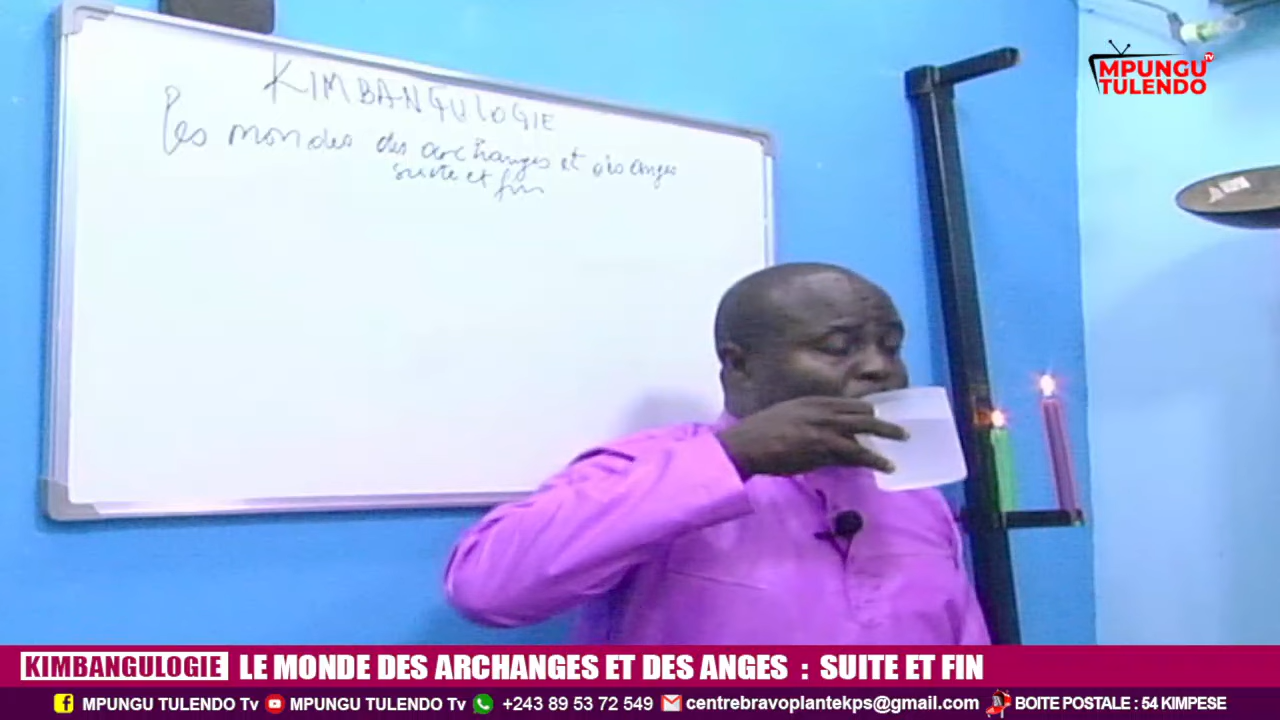 MPUNGU TV
TULENDO
KIMBANGULOGIE
Les mondes des archanges et des anges
suite et fin
KIMBANGULOGIE LE MONDE DES ARCHANGES ET DES ANGES : SUITE ET FIN
MPUNGU TULENDO Tv MPUNGU TULENDO Tv +243 89 53 72 549 centrebravoplantekps@gmail.com BOITE POSTALE : 54 KIMPESE